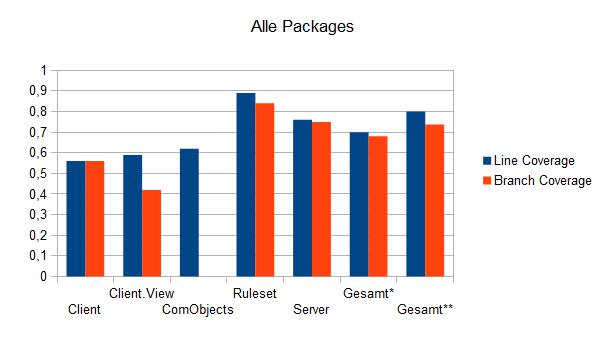 Alle Packages
1
0,9
0,8
0,7
0,6
0,5
0,4
0,3
0,2
0,1
0
Line Coverage
Branch Coverage
Client.View Ruleset Gesamt*
Client ComObjects Server Gesamt**